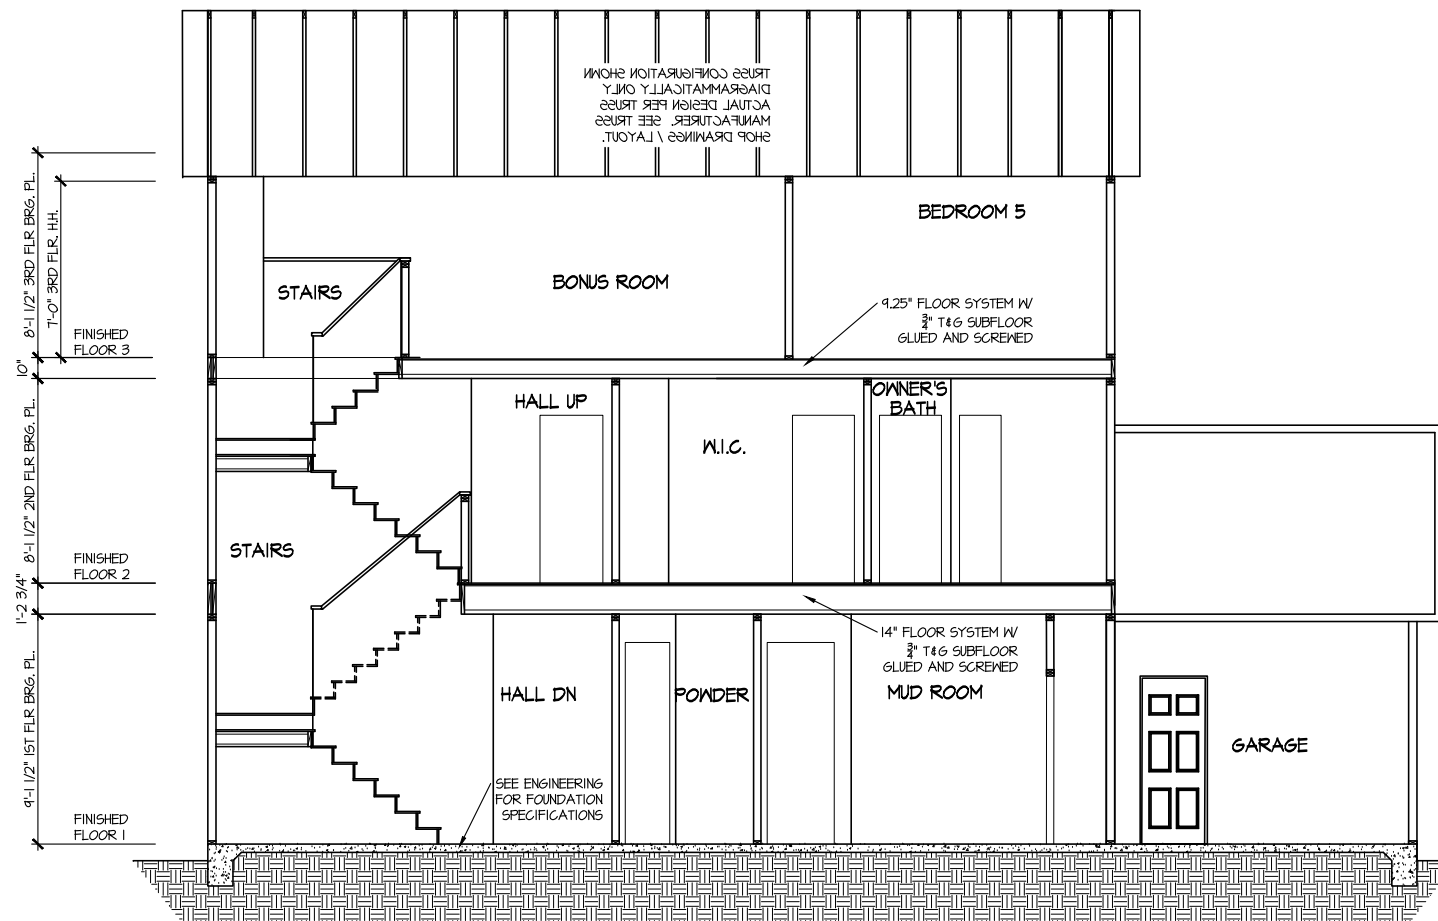 TRUSS CONFIGURATION SHOWN
DIAGRAMMATICALLY ONLY
ACTUAL DESIGN PER TRUSS
MANUFACTURER. SEE TRUSS
SHOP DRAWINGS / LAYOUT.
8'-1 1/2" 3RD FLR BRG. PL.
7'-0" 3RD FLR. H.H.
BEDROOM 5
STAIRS
BONUS ROOM
9.25" FLOOR SYSTEM W/
3/4" T&G SUBFLOOR
GLUED AND SCREWED
FINISHED
FLOOR 3
10"
8'-1 1/2" 2ND FLR BRG. PL.
HALL UP
OWNER'S
BATH
W.I.C.
STAIRS
FINISHED
FLOOR 2
1'-2 3/4"
14" FLOOR SYSTEM W/
3/4" T&G SUBFLOOR
GLUED AND SCREWED
9'-1 1/2" 1ST FLR BRG. PL.
HALL DN
POWDER
MUD ROOM
GARAGE
SEE ENGINEERING
FOR FOUNDATION
SPECIFICATIONS
FINISHED
FLOOR 1